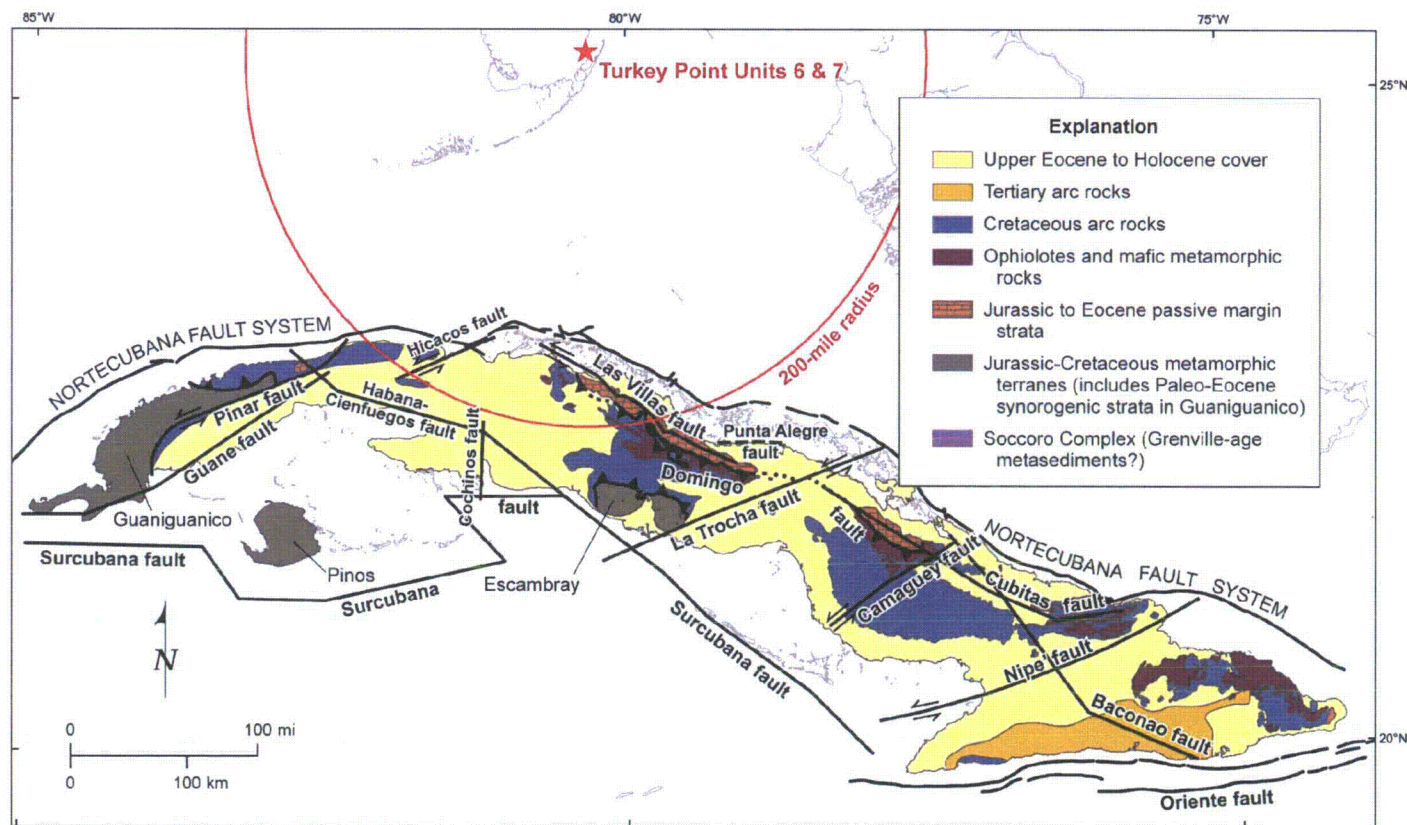 85°W
80°W
75°W
Turkey Point Units 6 & 7
25°N
Explanation
Upper Eocene to Holocene cover
Tertiary arc rocks
Cretaceous arc rocks
Ophiolotes and mafic metamorphic
rocks
Jurassic to Eocene passive margin
strata
Jurassic-Cretaceous metamorphic
terranes (includes Paleo-Eocene
synorogenic strata in Guaniguanico)
Soccoro Complex (Grenville-age
metasediments?)
200-mile radius
NORTECUBANA FAULT SYSTEM
Hicacos fault
Las Villas fault
Pinar fault
Habana-
Cienfuegos fault
Guane fault
Cochinos fault
Punta Alegre
fault
Domingo
fault
La Trocha fault
fault
Guaniguanico
Surcubana fault
Pinos
Surcubana
Escambray
Surcubana fault
Camaguey fault
Cubitas fault
NORTECUBANA FAULT SYSTEM
Nipe fault
Baconao fault
Oriente fault
20°N
N
0 100 mi
0 100 km